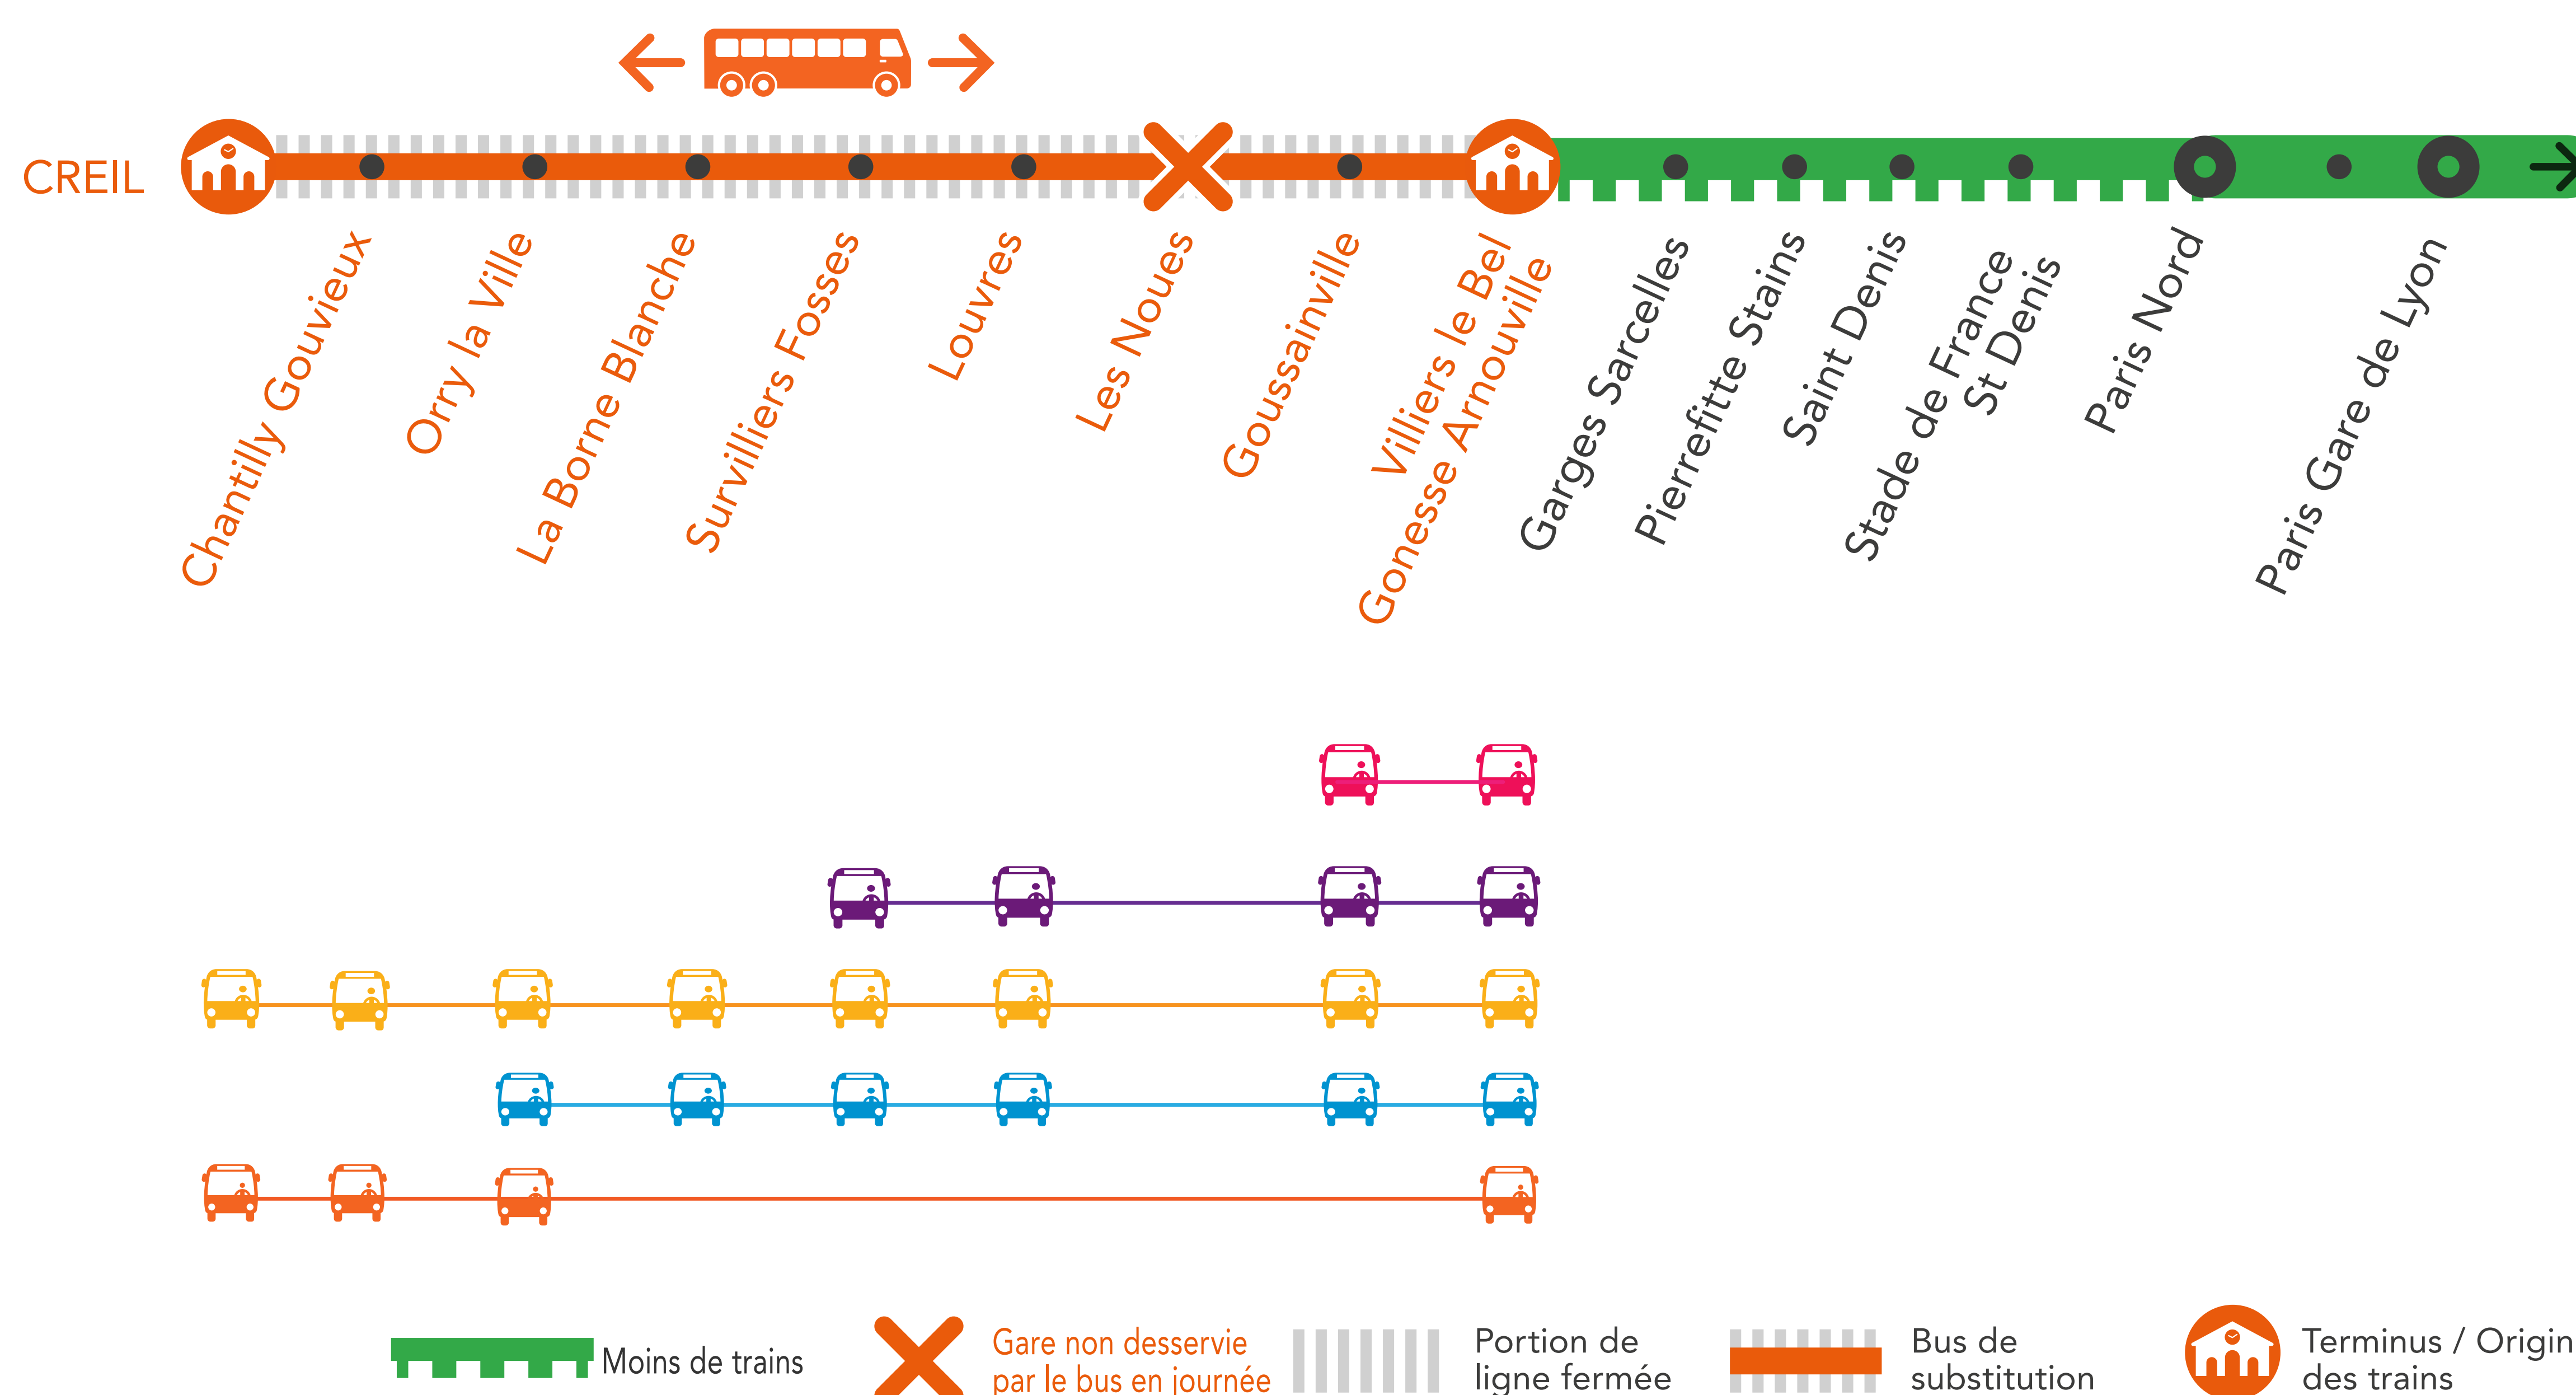 CREIL
Chantilly Gouvieux
Orry la Ville
La Borne Blanche
Survilliers Fosses
Louvres
Les Noues
Goussainville
Villiers le Bel
Gonesse Arnouville
Garges Sarcelles
Pierrefitte Stains
Saint Denis
Stade de France
St Denis
Paris Nord
Paris Gare de Lyon
Moins de trains
Gare non desservie
par le bus en journée
Portion de
ligne fermée
Bus de
substitution
Terminus / Origin
des trains